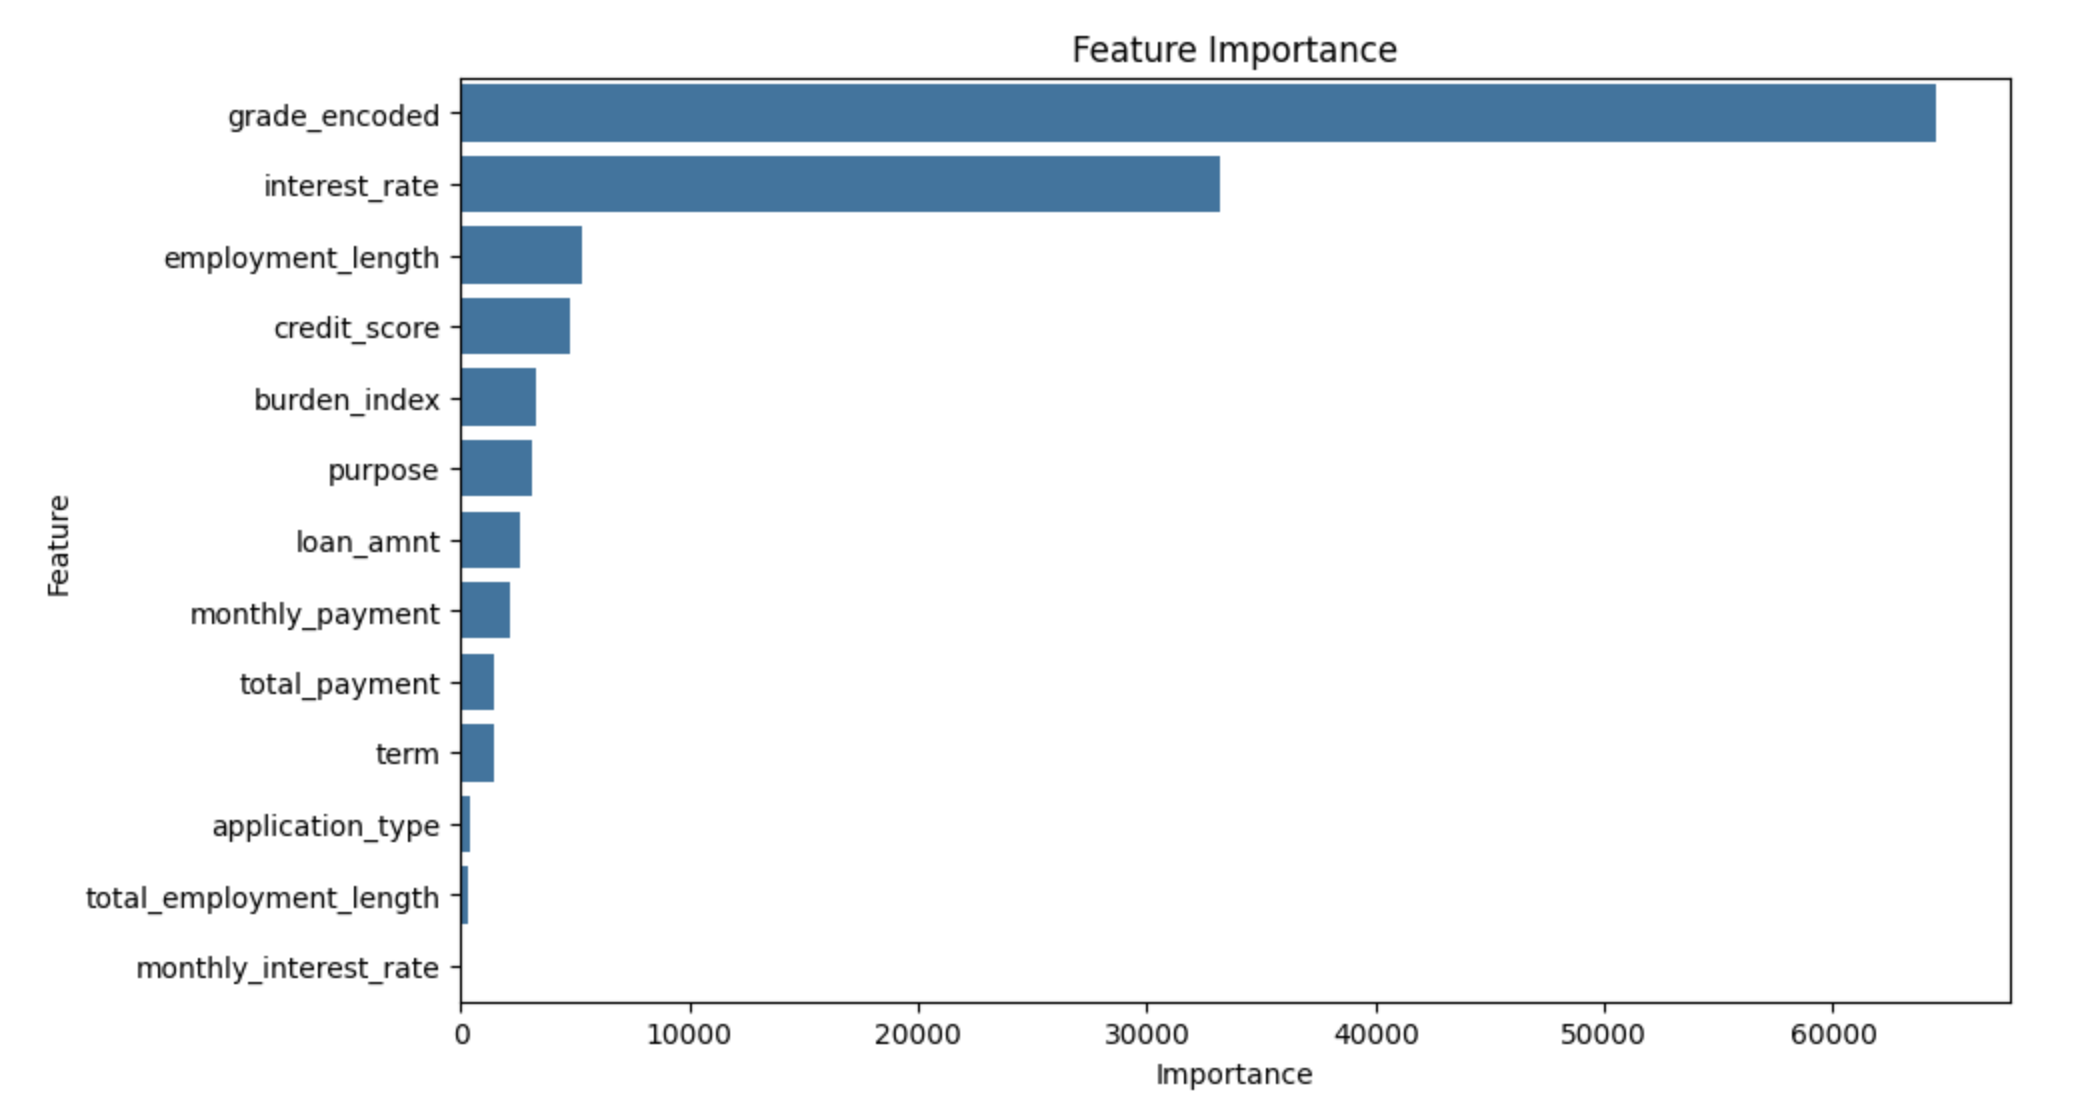 Feature Importance
grade_encoded
interest_rate
employment_length
credit_score
burden_index
purpose
loan_amnt
monthly_payment
total_payment
term
application_type
total_employment_length
monthly_interest_rate
Feature
0 10000 20000 30000 40000 50000 60000
Importance